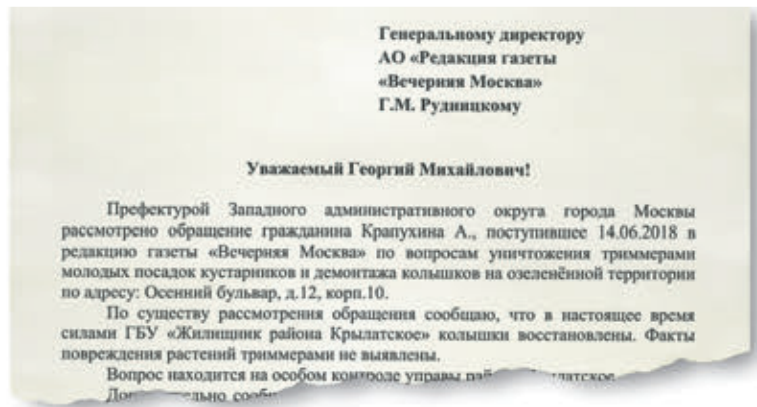 Генеральному директору
АО «Редакция газеты
«Вечерняя Москва»
Г.М. Рудницкому
Уважаемый Георгий Михайлович!
Префектурой Западного административного округа города Москвы
рассмотрено обращение гражданина Крапухина А., поступившее 14.06.2018 в
редакцию газеты «Вечерняя Москва» по вопросам уничтожения триммерами
молодых посадок кустарников и демонтажа колышков на озеленённой территории
по адресу: Осенний бульвар, д.12, корп.10.
По существу рассмотрения обращения сообщаю, что в настоящее время
силами ГБУ «Жилищник района Крылатское» колышки восстановлены. Факты
повреждения растений триммерами не выявлены.
Вопрос находится на особом контроле управы